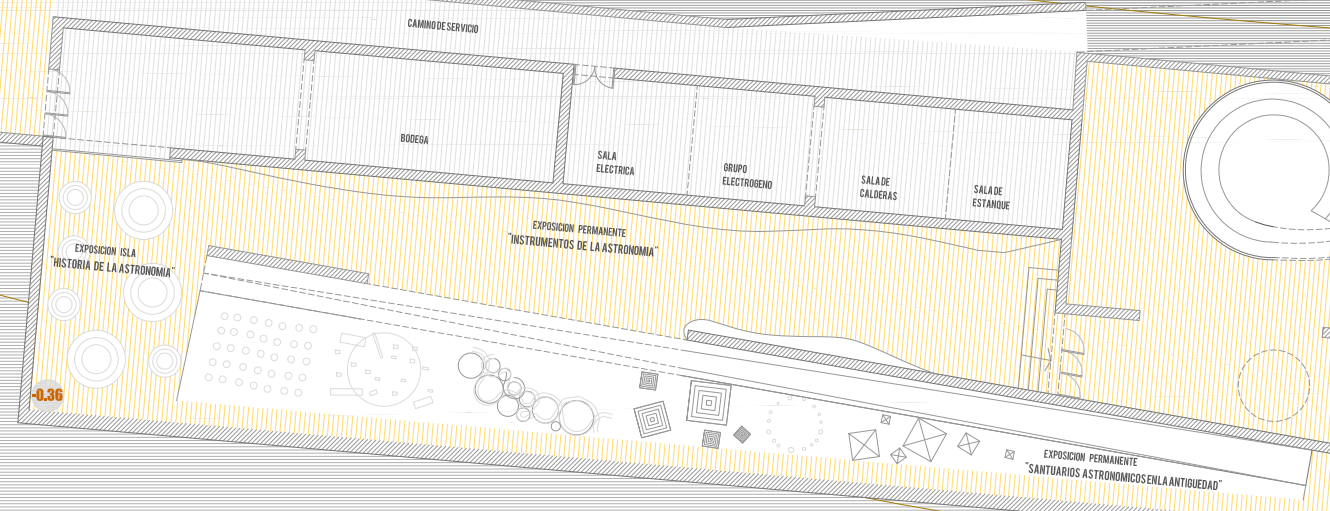 CAMINO DE SERVICIO
BODEGA
SALA
ELECTRICA
GRUPO
ELECTROGENO
SALA DE
CALDERAS
SALA DE
ESTANQUE
EXPOSICION PERMANENTE
"INSTRUMENTOS DE LA ASTRONOMIA"
EXPOSICION ISLA
"HISTORIA DE LA ASTRONOMIA"
-0.36
EXPOSICION PERMANENTE
"SANTUARIOS ASTRONOMICOS EN LA ANTIGUEDAD"